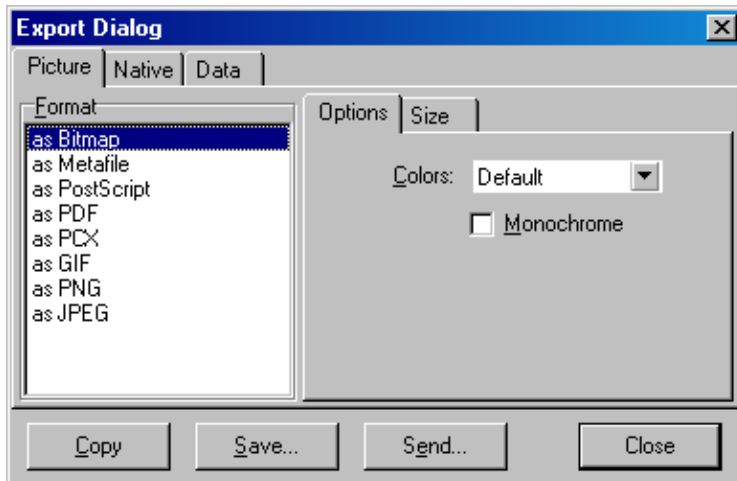 Export Dialog
Picture Native Data
Format
as Bitmap
as Metafile
as PostScript
as PDF
as PCX
as GIF
as PNG
as JPEG
Options Size
Colors: Default
Monochrome
Copy Save... Send... Close